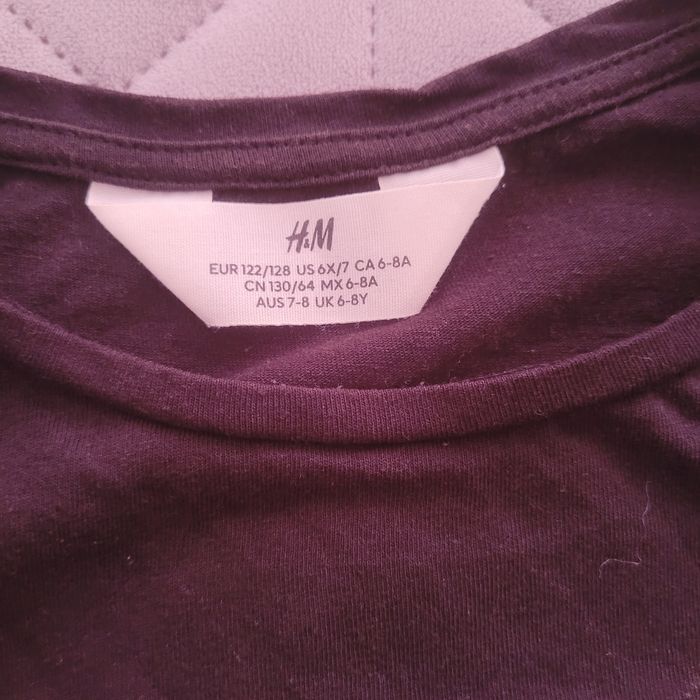 H&M
EUR 122/128 US 6X/7 CA 6-8A
CN 130/64 MX 6-8A
AUS 7-8 UK 6-8Y